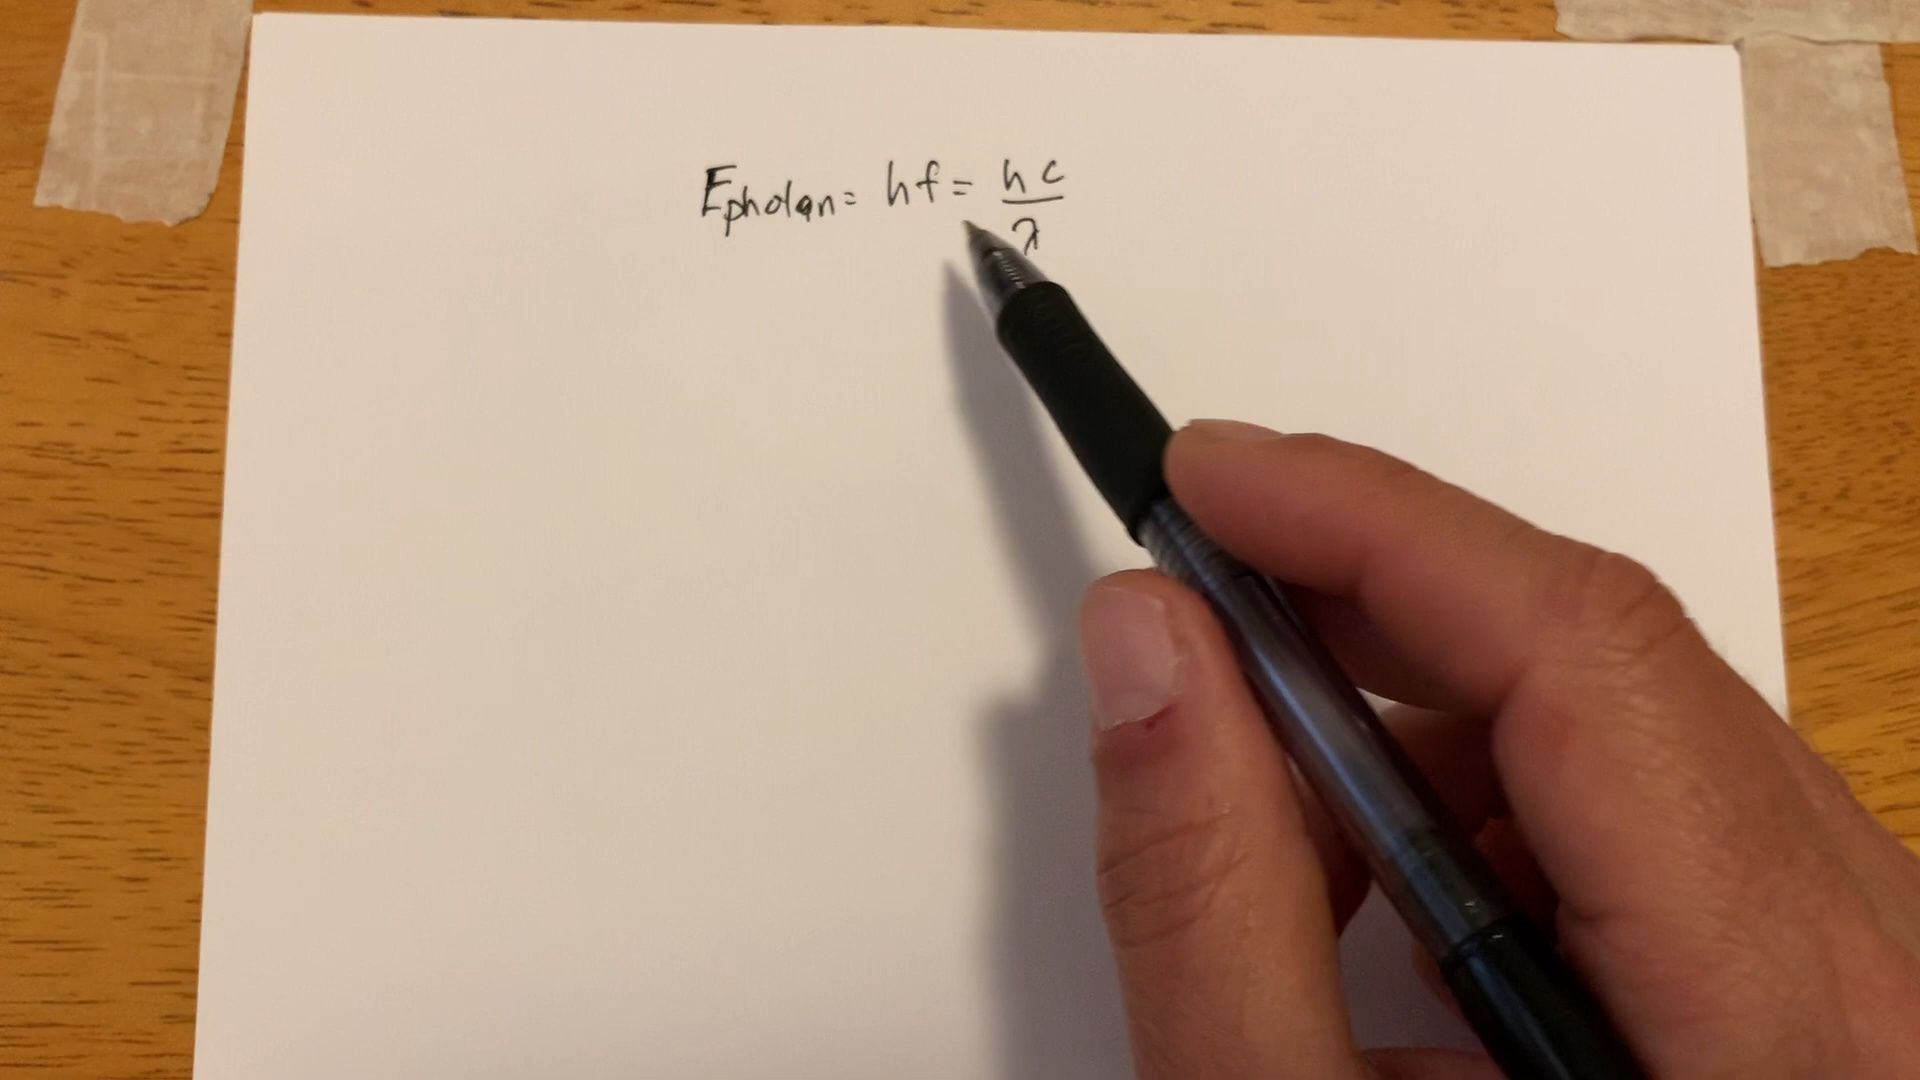 Ephoton = hf = hc/λ